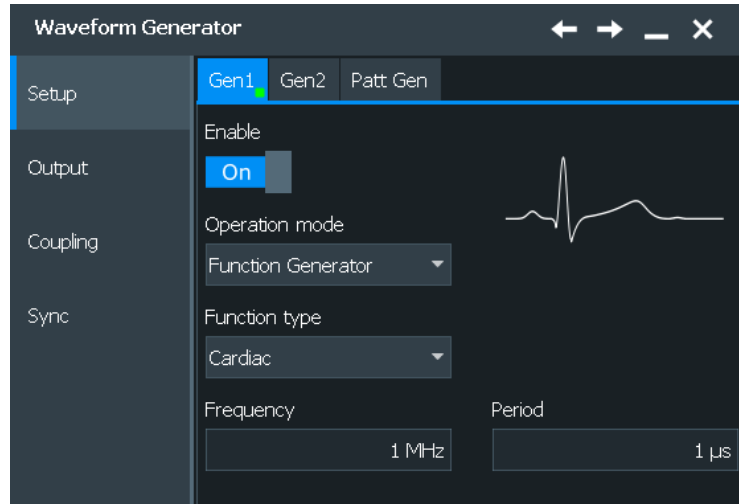 Waveform Generator
Setup
Output
Coupling
Sync
Gen1 Gen2 Patt Gen
Enable
On
Operation mode
Function Generator
Function type
Cardiac
Frequency Period
1 MHz 1 µs